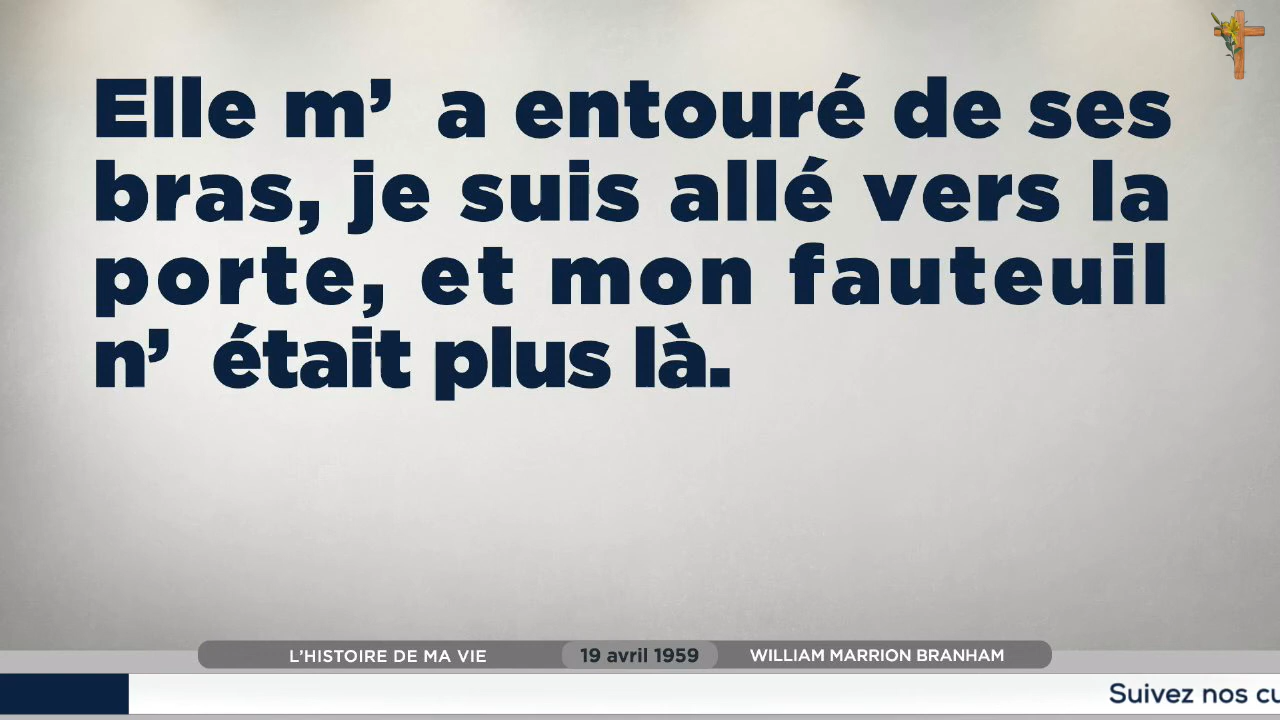 Elle m’ a entouré de ses
bras, je suis allé vers la
porte, et mon fauteuil
n’ était plus là.
L’HISTOIRE DE MA VIE 19 avril 1959 WILLIAM MARRION BRANHAM
Suivez nos